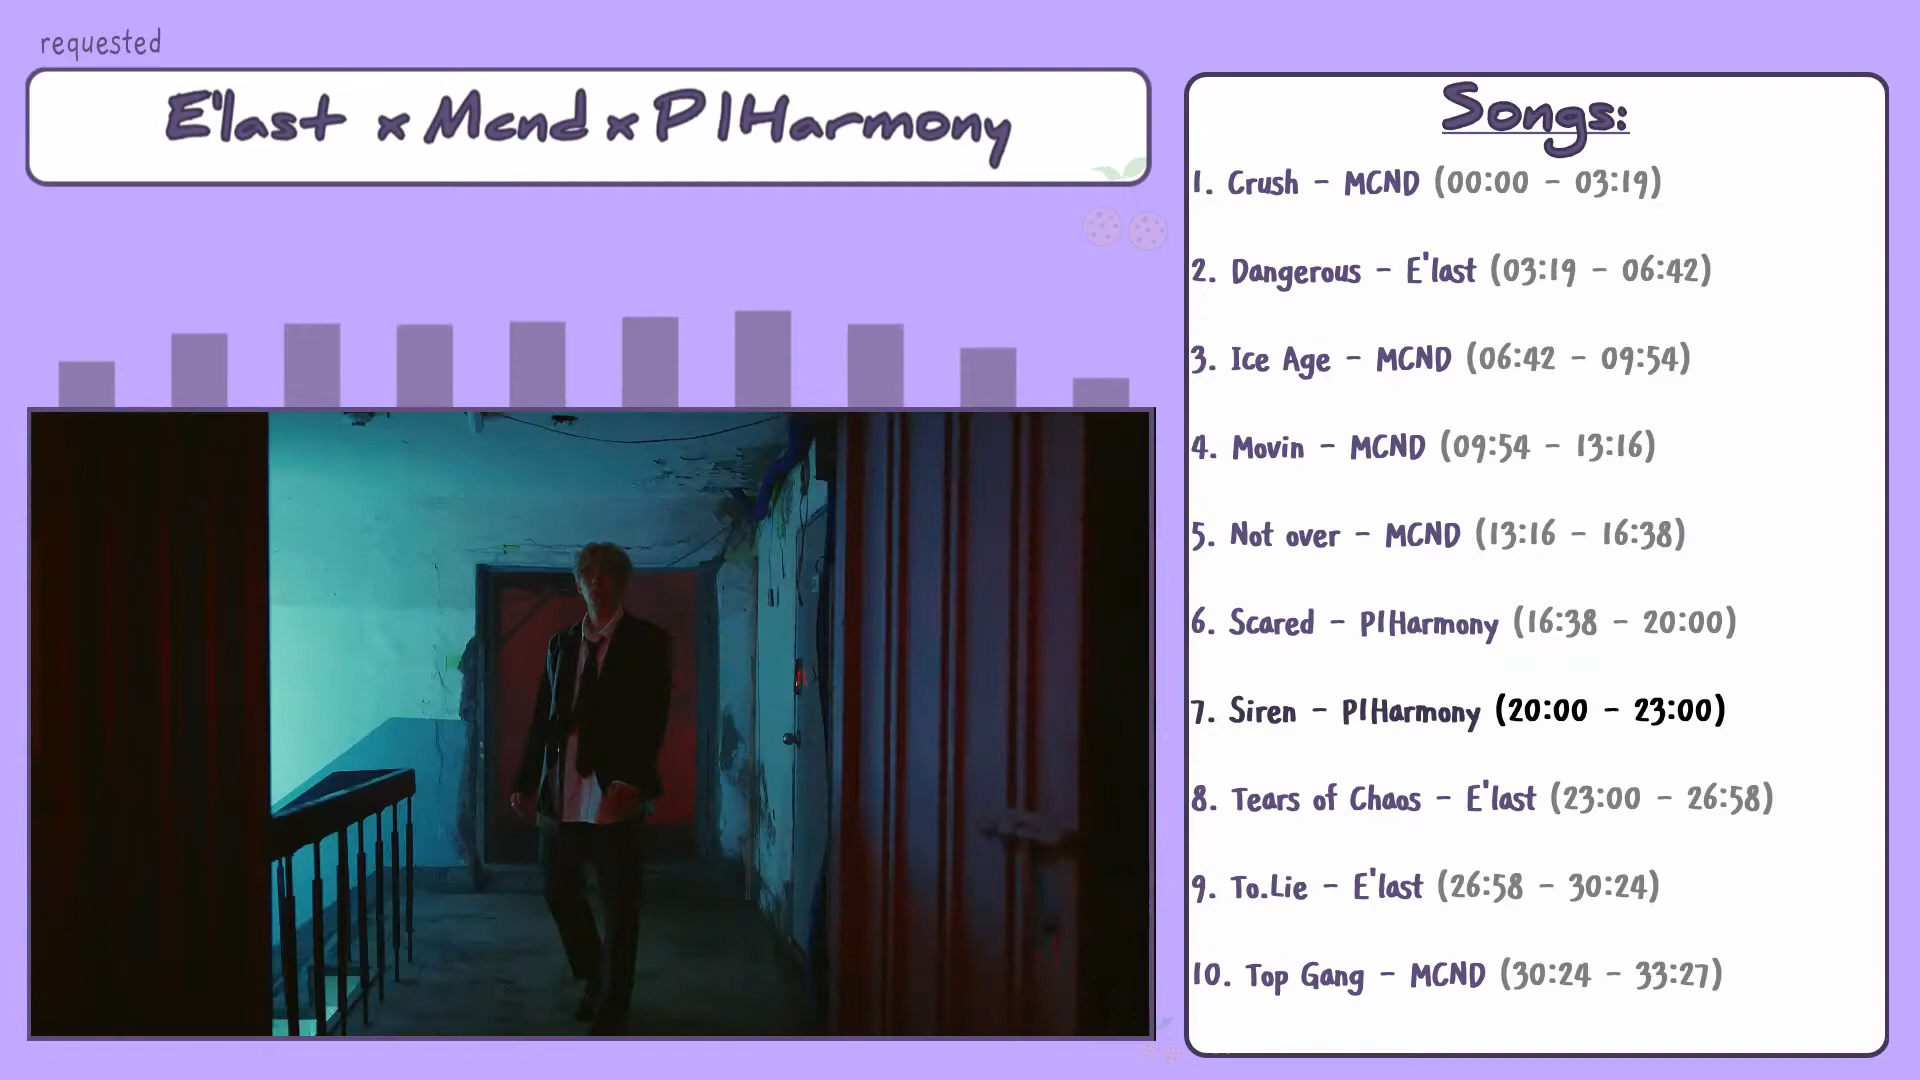 requested
E'last x Mcnd x P1Harmony
Songs:
1. Crush - MCND (00:00 - 03:19)
2. Dangerous - E'last (03:19 - 06:42)
3. Ice Age - MCND (06:42 - 09:54)
4. Movin - MCND (09:54 - 13:16)
5. Not over - MCND (13:16 - 16:38)
6. Scared - P1Harmony (16:38 - 20:00)
7. Siren - P1Harmony (20:00 - 23:00)
8. Tears of Chaos - E'last (23:00 - 26:58)
9. To.Lie - E'last (26:58 - 30:24)
10. Top Gang - MCND (30:24 - 33:27)